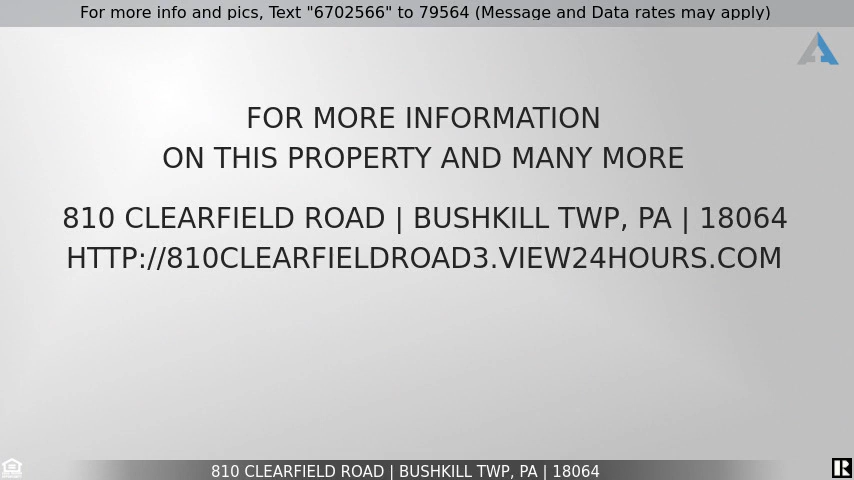 For more info and pics, Text "6702566" to 79564 (Message and Data rates may apply)
FOR MORE INFORMATION
ON THIS PROPERTY AND MANY MORE
810 CLEARFIELD ROAD | BUSHKILL TWP, PA | 18064
HTTP://810CLEARFIELDROAD3.VIEW24HOURS.COM
810 CLEARFIELD ROAD | BUSHKILL TWP, PA | 18064